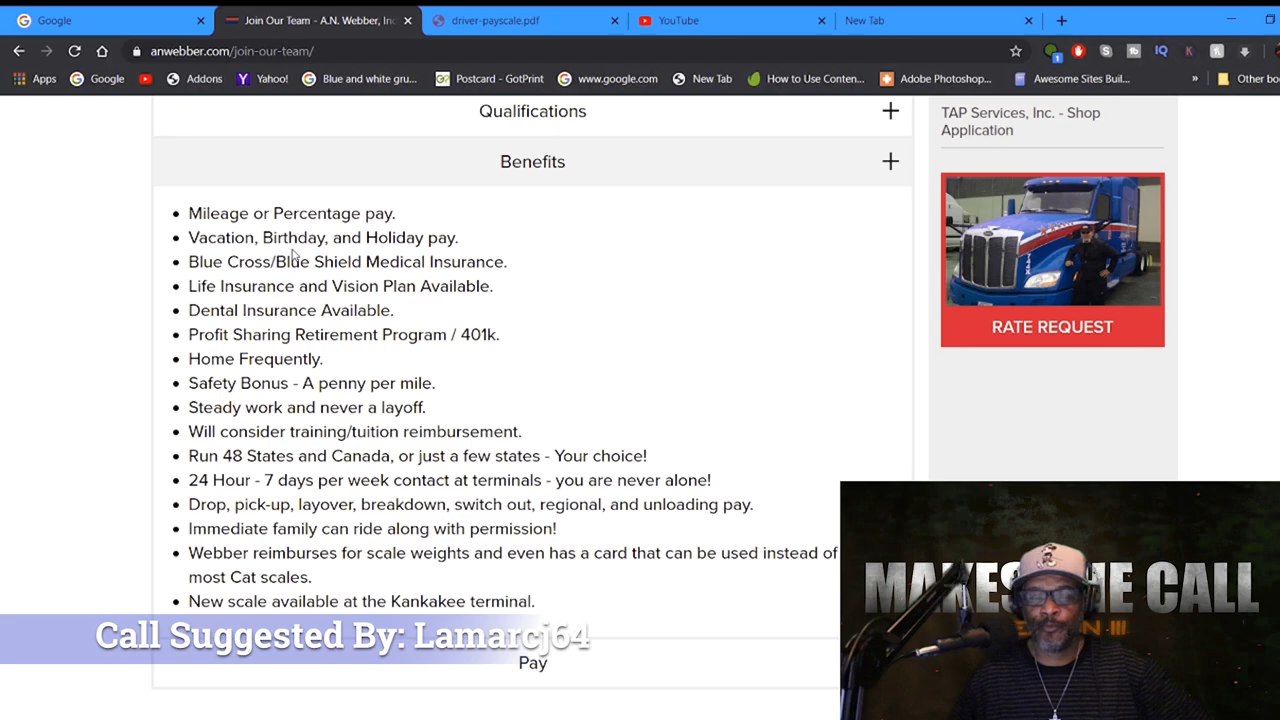 Google
Join Our Team - A.N. Webber, Inc
driver-payscale.pdf
YouTube
New Tab
anwebber.com/join-our-team/
Apps
Google
Addons
Yahoo!
Blue and white gru...
Postcard - GotPrint
www.google.com
New Tab
How to Use Conten...
Adobe Photoshop...
Awesome Sites Buil...
»
Other bo
Qualifications
Benefits
• Mileage or Percentage pay.
• Vacation, Birthday, and Holiday pay.
• Blue Cross/Blue Shield Medical Insurance.
• Life Insurance and Vision Plan Available.
• Dental Insurance Available.
• Profit Sharing Retirement Program / 401k.
• Home Frequently.
• Safety Bonus - A penny per mile.
• Steady work and never a layoff.
• Will consider training/tuition reimbursement.
• Run 48 States and Canada, or just a few states - Your choice!
• 24 Hour - 7 days per week contact at terminals - you are never alone!
• Drop, pick-up, layover, breakdown, switch out, regional, and unloading pay.
• Immediate family can ride along with permission!
• Webber reimburses for scale weights and even has a card that can be used instead of
most Cat scales.
• New scale available at the Kankakee terminal.
Pay
TAP Services, Inc. - Shop
Application
RATE REQUEST
Call Suggested By: Lamarcj64
MAKES THE CALL